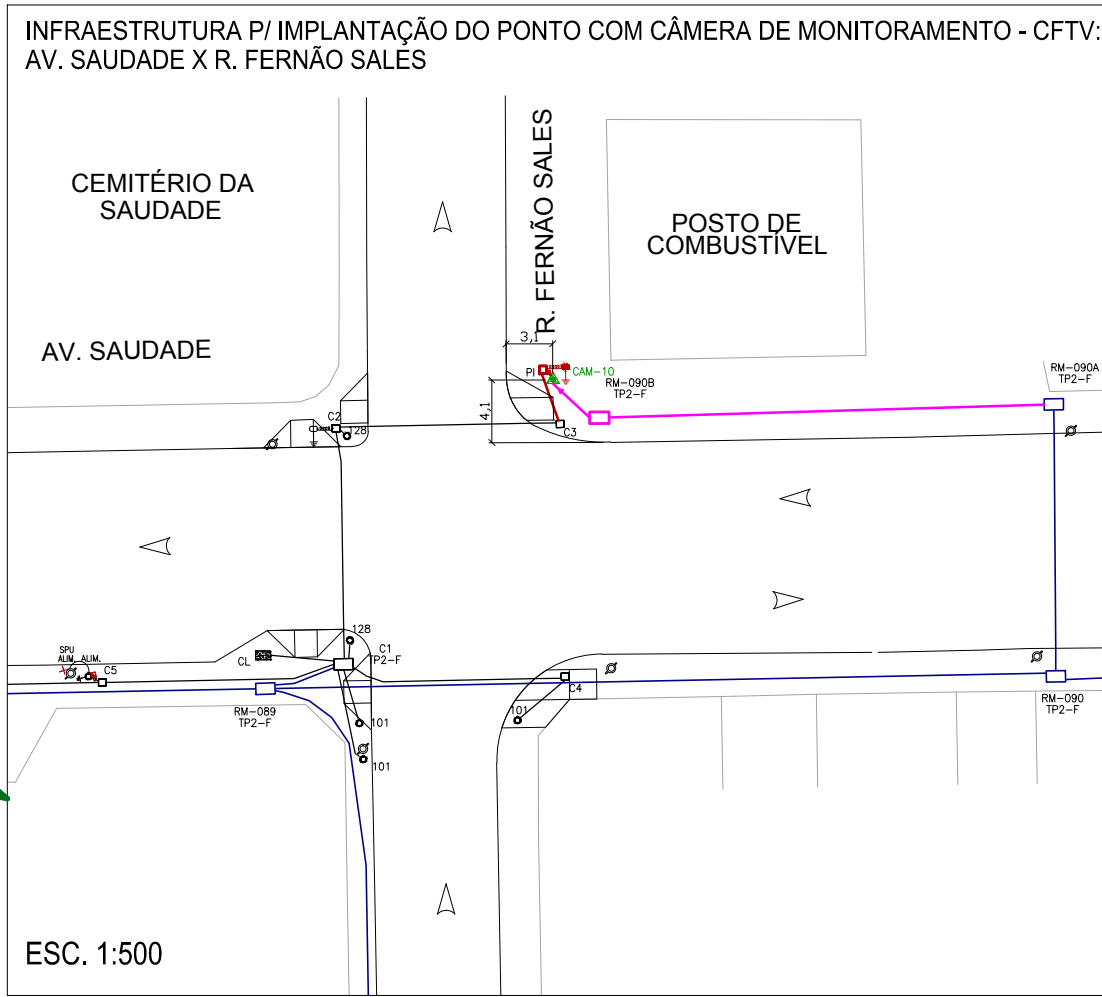 INFRAESTRUTURA P/ IMPLANTAÇÃO DO PONTO COM CÂMERA DE MONITORAMENTO - CFTV:
AV. SAUDADE X R. FERNÃO SALES
CEMITÉRIO DA
SAUDADE
R. FERNÃO SALES
POSTO DE
COMBUSTÍVEL
AV. SAUDADE
3,1
PI
CAM-10
RM-090B
TP2-F
RM-090A
TP2-F
4,1
C2
128
C3
128
C1
TP2-F
SPU
ALIM. ALIM.
C5
CL
C4
RM-089
TP2-F
101
101
101
RM-090
TP2-F
ESC. 1:500